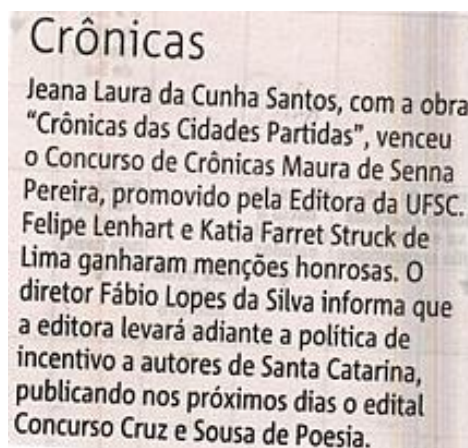 Crônicas
Jeana Laura da Cunha Santos, com a obra
“Crônicas das Cidades Partidas”, venceu
o Concurso de Crônicas Maura de Senna
Pereira, promovido pela Editora da UFSC.
Felipe Lenhart e Katia Farret Struck de
Lima ganharam menções honrosas. O
diretor Fábio Lopes da Silva informa que
a editora levará adiante a política de
incentivo a autores de Santa Catarina,
publicando nos próximos dias o edital
Concurso Cruz e Sousa de Poesia.